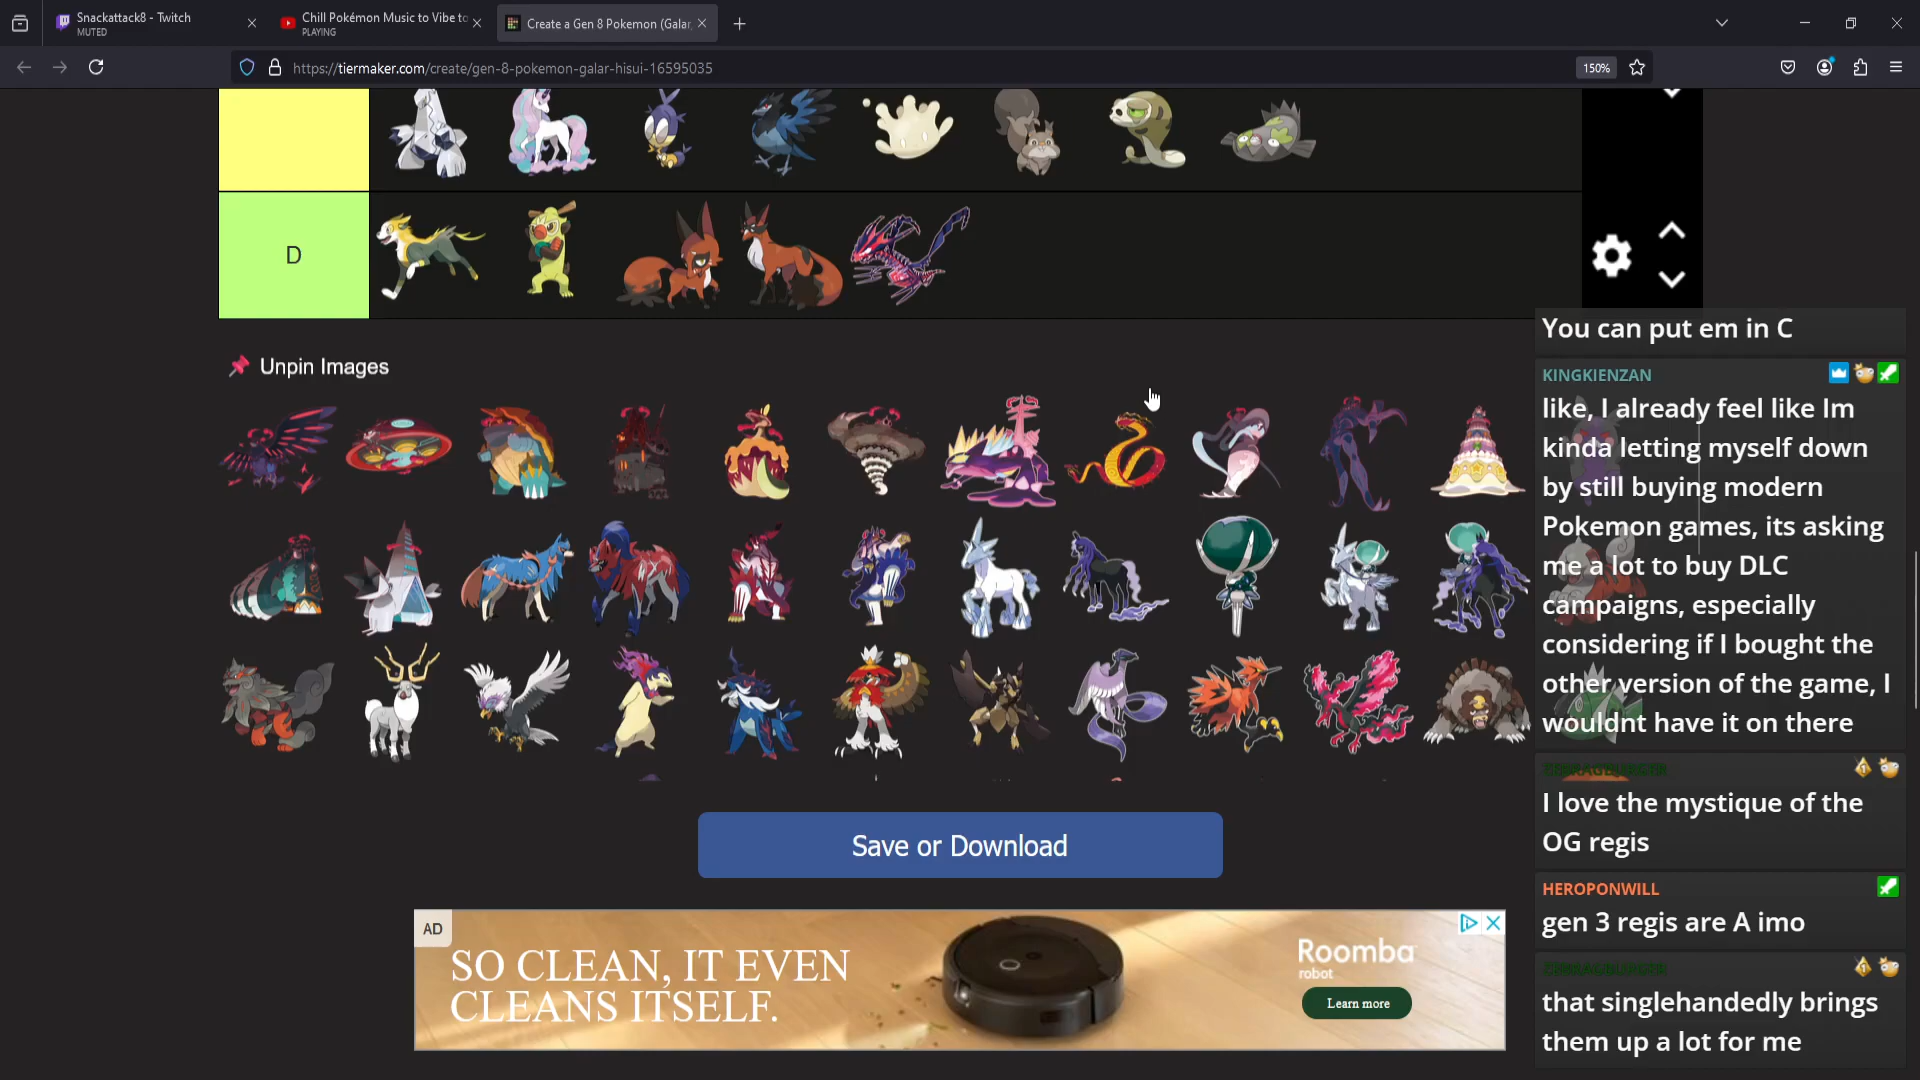 Snackattack8 - Twitch
MUTED
Chill Pokémon Music to Vibe to
PLAYING
Create a Gen 8 Pokemon (Galar,
https://tiermaker.com/create/gen-8-pokemon-galar-hisui-16595035
150%
D
Unpin Images
You can put em in C
KINGKIENZAN
like, I already feel like Im
kinda letting myself down
by still buying modern
Pokemon games, its asking
me a lot to buy DLC
campaigns, especially
considering if I bought the
other version of the game, I
wouldnt have it on there
I love the mystique of the
OG regis
HEROPONWILL
gen 3 regis are A imo
that singlehandedly brings
them up a lot for me
Save or Download
AD
SO CLEAN, IT EVEN
CLEANS ITSELF.
Roomba
robot
Learn more